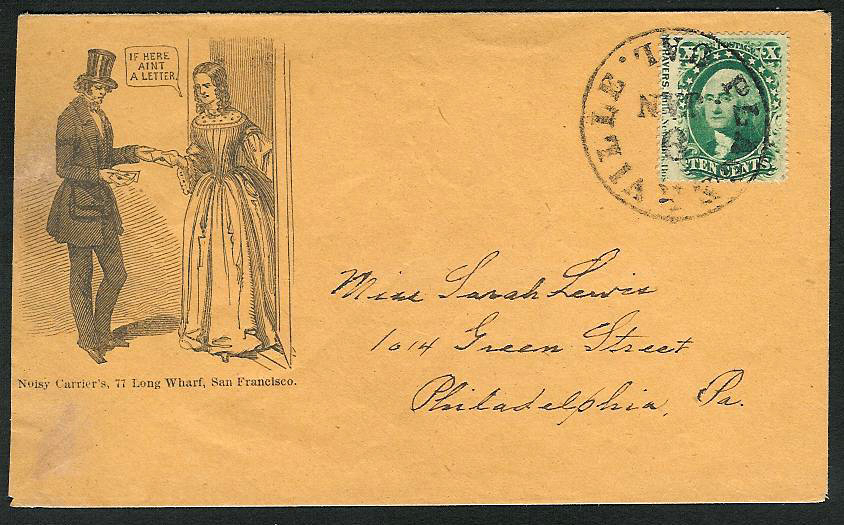 IF HERE
AINT
A LETTER.
Noisy Carrier's, 77 Long Wharf, San Francisco.
CAL.
X X
TEN CENTS
Miss Sarah Lewis
1014 Green Street
Philadelphia, Pa.